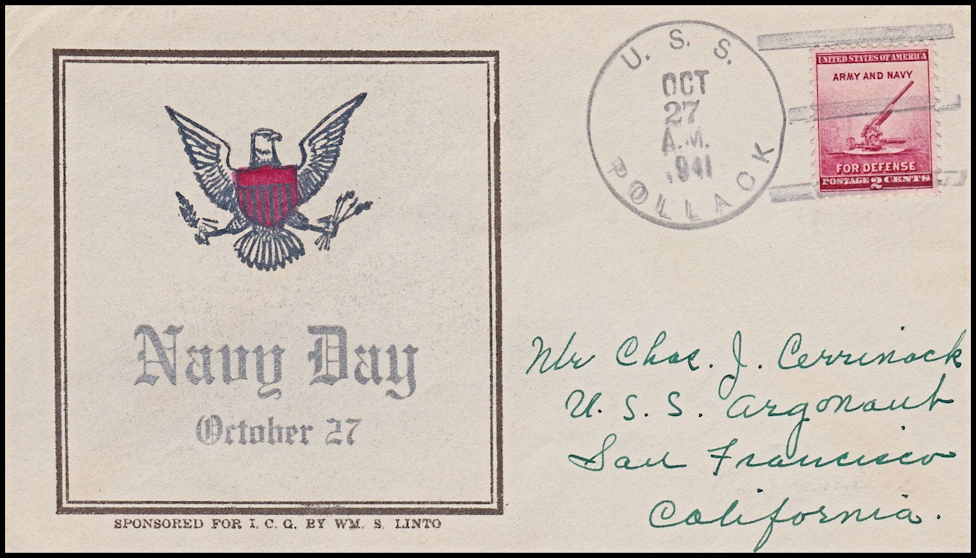 Navy Day
October 27
SPONSORED FOR I. C. G. BY WM. S. LINTO
U. S. S.
OCT
27
A.M.
1941
POLLACK
UNITED STATES OF AMERICA
ARMY AND NAVY
FOR DEFENSE
POSTAGE 2 CENTS
Mr Chas. J. Cerrinack
U. S. S. Argonaut
San Francisco
California.